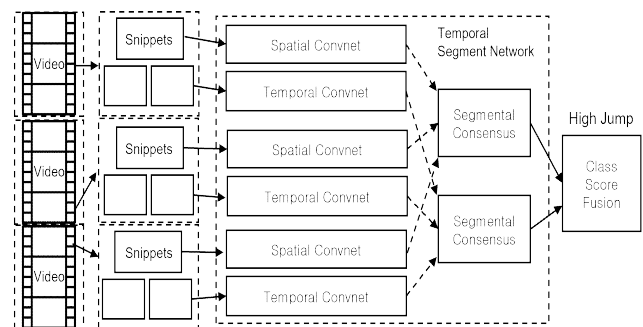 Video
Snippets
Spatial Convnet
Temporal Convnet
Temporal
Segment Network
Video
Snippets
Spatial Convnet
Temporal Convnet
Segmental
Consensus
High Jump
Class
Score
Fusion
Video
Snippets
Spatial Convnet
Temporal Convnet
Segmental
Consensus